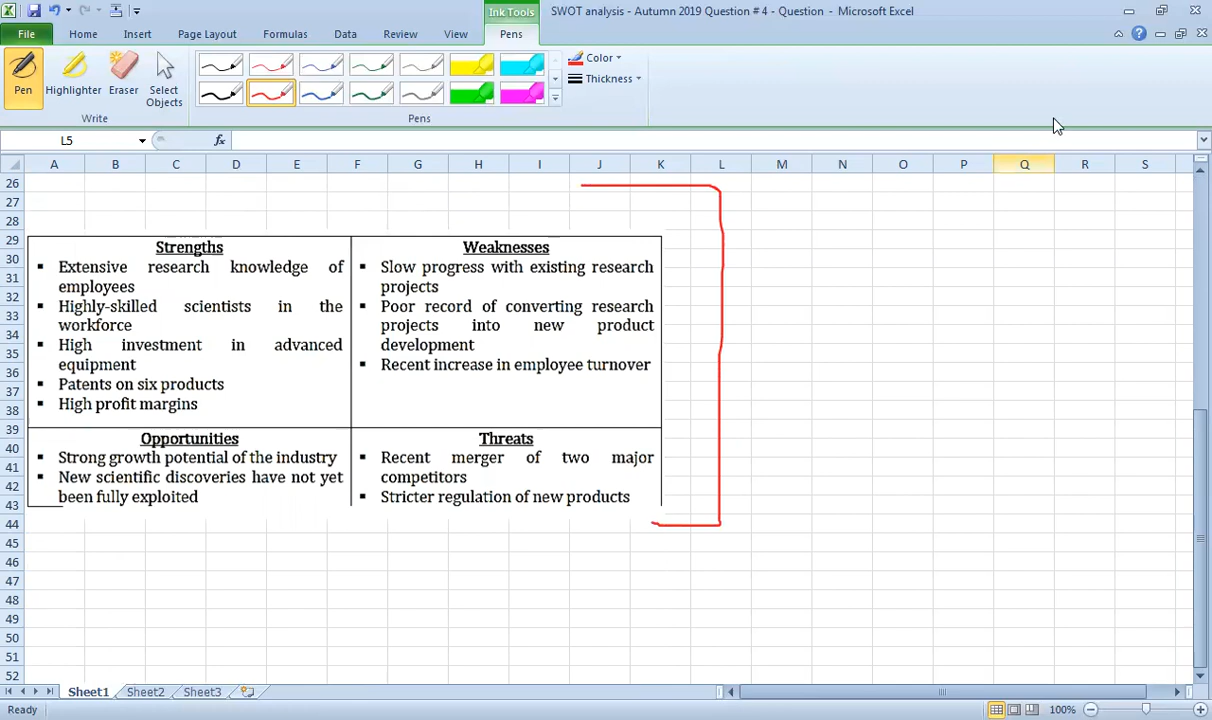 Ink Tools
SWOT analysis - Autumn 2019 Question # 4 - Question - Microsoft Excel
File Home Insert Page Layout Formulas Data Review View Pens
Pen Highlighter Eraser Select Objects
Color
Thickness
Write Pens
L5 fx
A B C D E F G H I J K L M N O P Q R S
26
27
28
29
30
31
32
33
34
35
36
37
38
39
40
41
42
43
44
45
46
47
48
49
50
51
52
Strengths
▪ Extensive research knowledge of
employees
▪ Highly-skilled scientists in the
workforce
▪ High investment in advanced
equipment
▪ Patents on six products
▪ High profit margins
Weaknesses
▪ Slow progress with existing research
projects
▪ Poor record of converting research
projects into new product
development
▪ Recent increase in employee turnover
Opportunities
▪ Strong growth potential of the industry
▪ New scientific discoveries have not yet
been fully exploited
Threats
▪ Recent merger of two major
competitors
▪ Stricter regulation of new products
Sheet1 Sheet2 Sheet3
Ready 100%